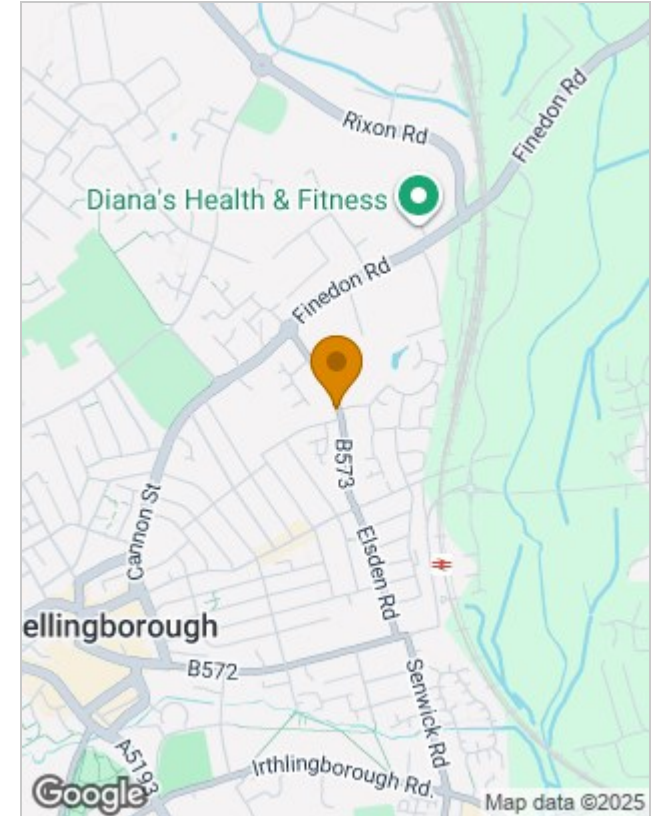 Rixon Rd
Finedon Rd
Diana's Health & Fitness
Finedon Rd
B573
Cannon St
Elsden Rd
ellingborough
B572
Senwick Rd
A5193
Irthlingborough Rd.
Google
Map data ©2025